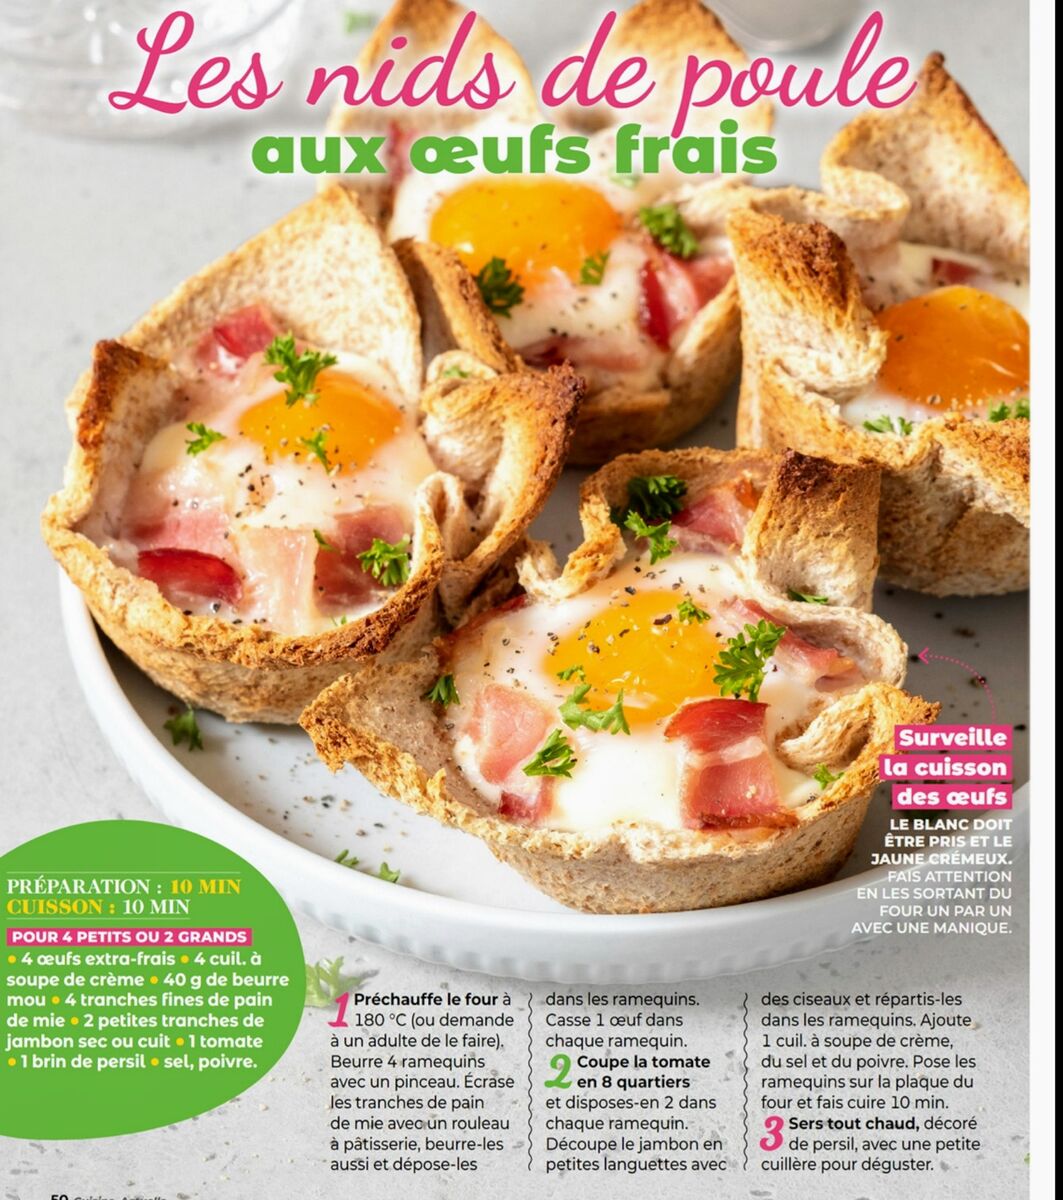 Les nids de poule
aux œufs frais
Surveille
la cuisson
des œufs
LE BLANC DOIT
ÊTRE PRIS ET LE
JAUNE CRÉMEUX.
FAIS ATTENTION
EN LES SORTANT DU
FOUR UN PAR UN
AVEC UNE MANIQUE.
PRÉPARATION : 10 MIN
CUISSON : 10 MIN
POUR 4 PETITS OU 2 GRANDS
• 4 œufs extra-frais • 4 cuil. à
soupe de crème • 40 g de beurre
mou • 4 tranches fines de pain
de mie • 2 petites tranches de
jambon sec ou cuit • 1 tomate
• 1 brin de persil • sel, poivre.
1 Préchauffe le four à
180 °C (ou demande
à un adulte de le faire).
Beurre 4 ramequins
avec un pinceau. Écrase
les tranches de pain
de mie avec un rouleau
à pâtisserie, beurre-les
aussi et dépose-les
dans les ramequins.
Casse 1 œuf dans
chaque ramequin.
2 Coupe la tomate
en 8 quartiers
et disposes-en 2 dans
chaque ramequin.
Découpe le jambon en
petites languettes avec
des ciseaux et répartis-les
dans les ramequins. Ajoute
1 cuil. à soupe de crème,
du sel et du poivre. Pose les
ramequins sur la plaque du
four et fais cuire 10 min.
3 Sers tout chaud, décoré
de persil, avec une petite
cuillère pour déguster.
50 Cuisine Actuelle